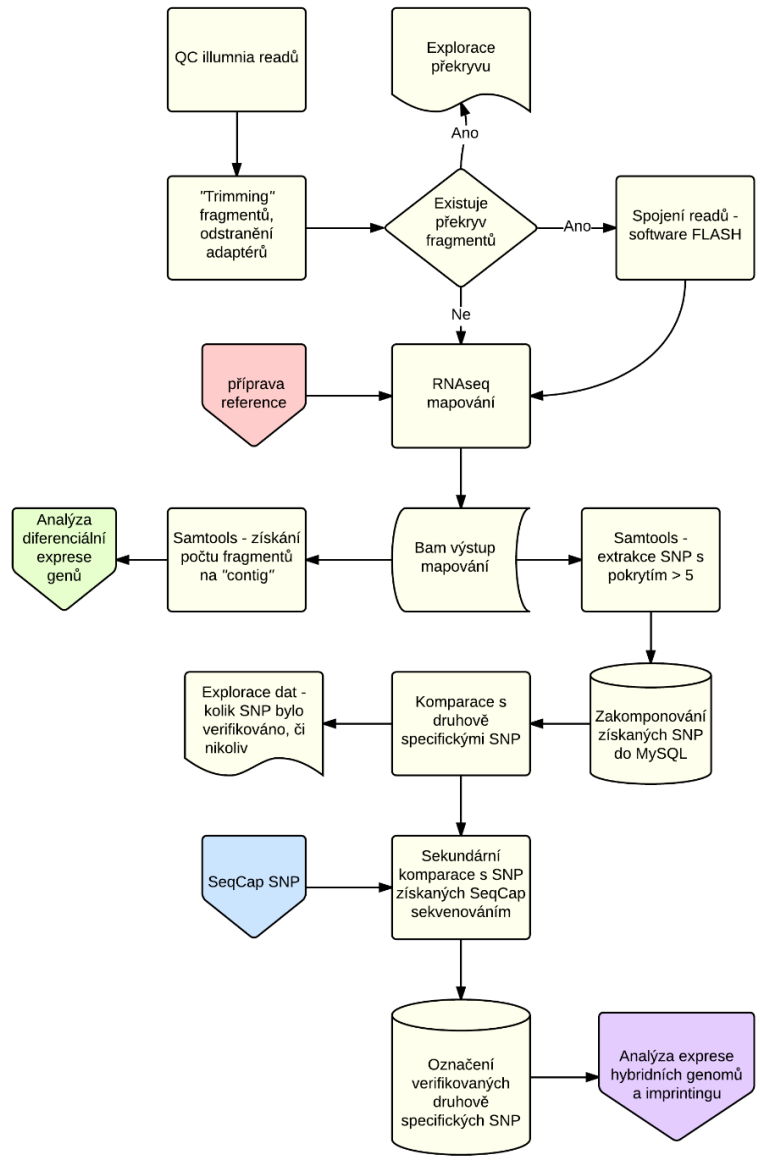 QC illumnia readů
Explorace
překryvu
Ano
"Trimming"
fragmentů,
odstranění
adaptérů
Existuje
překryv
fragmentů
Ano
Spojení readů -
software FLASH
Ne
příprava
reference
RNAseq
mapování
Analýza
diferenciální
exprese
genů
Samtools - získání
počtu fragmentů
na "contig"
Bam výstup
mapování
Samtools -
extrakce SNP s
pokrytím > 5
Explorace dat -
kolik SNP bylo
verifikováno, či
nikoliv
Komparace s
druhově
specifickými SNP
Zakomponování
získaných SNP
do MySQL
SeqCap SNP
Sekundární
komparace s SNP
získaných SeqCap
sekvenováním
Označení
verifikovaných
druhově
specifických SNP
Analýza exprese
hybridních genomů
a imprintingu